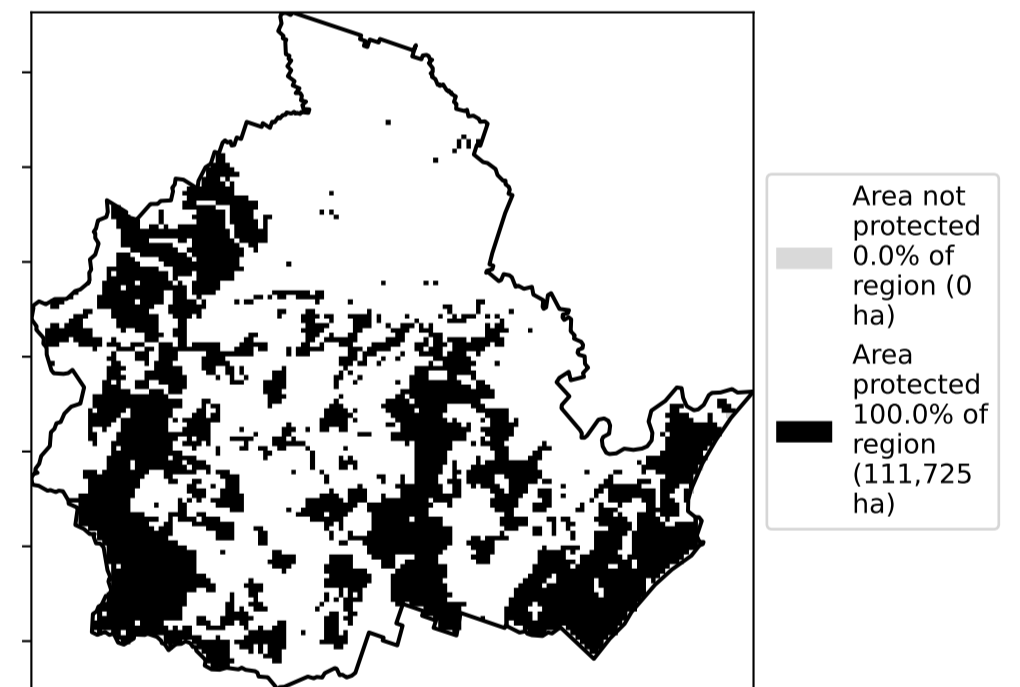 Area not
protected
0.0% of
region (0
ha)
Area
protected
100.0% of
region
(111,725
ha)